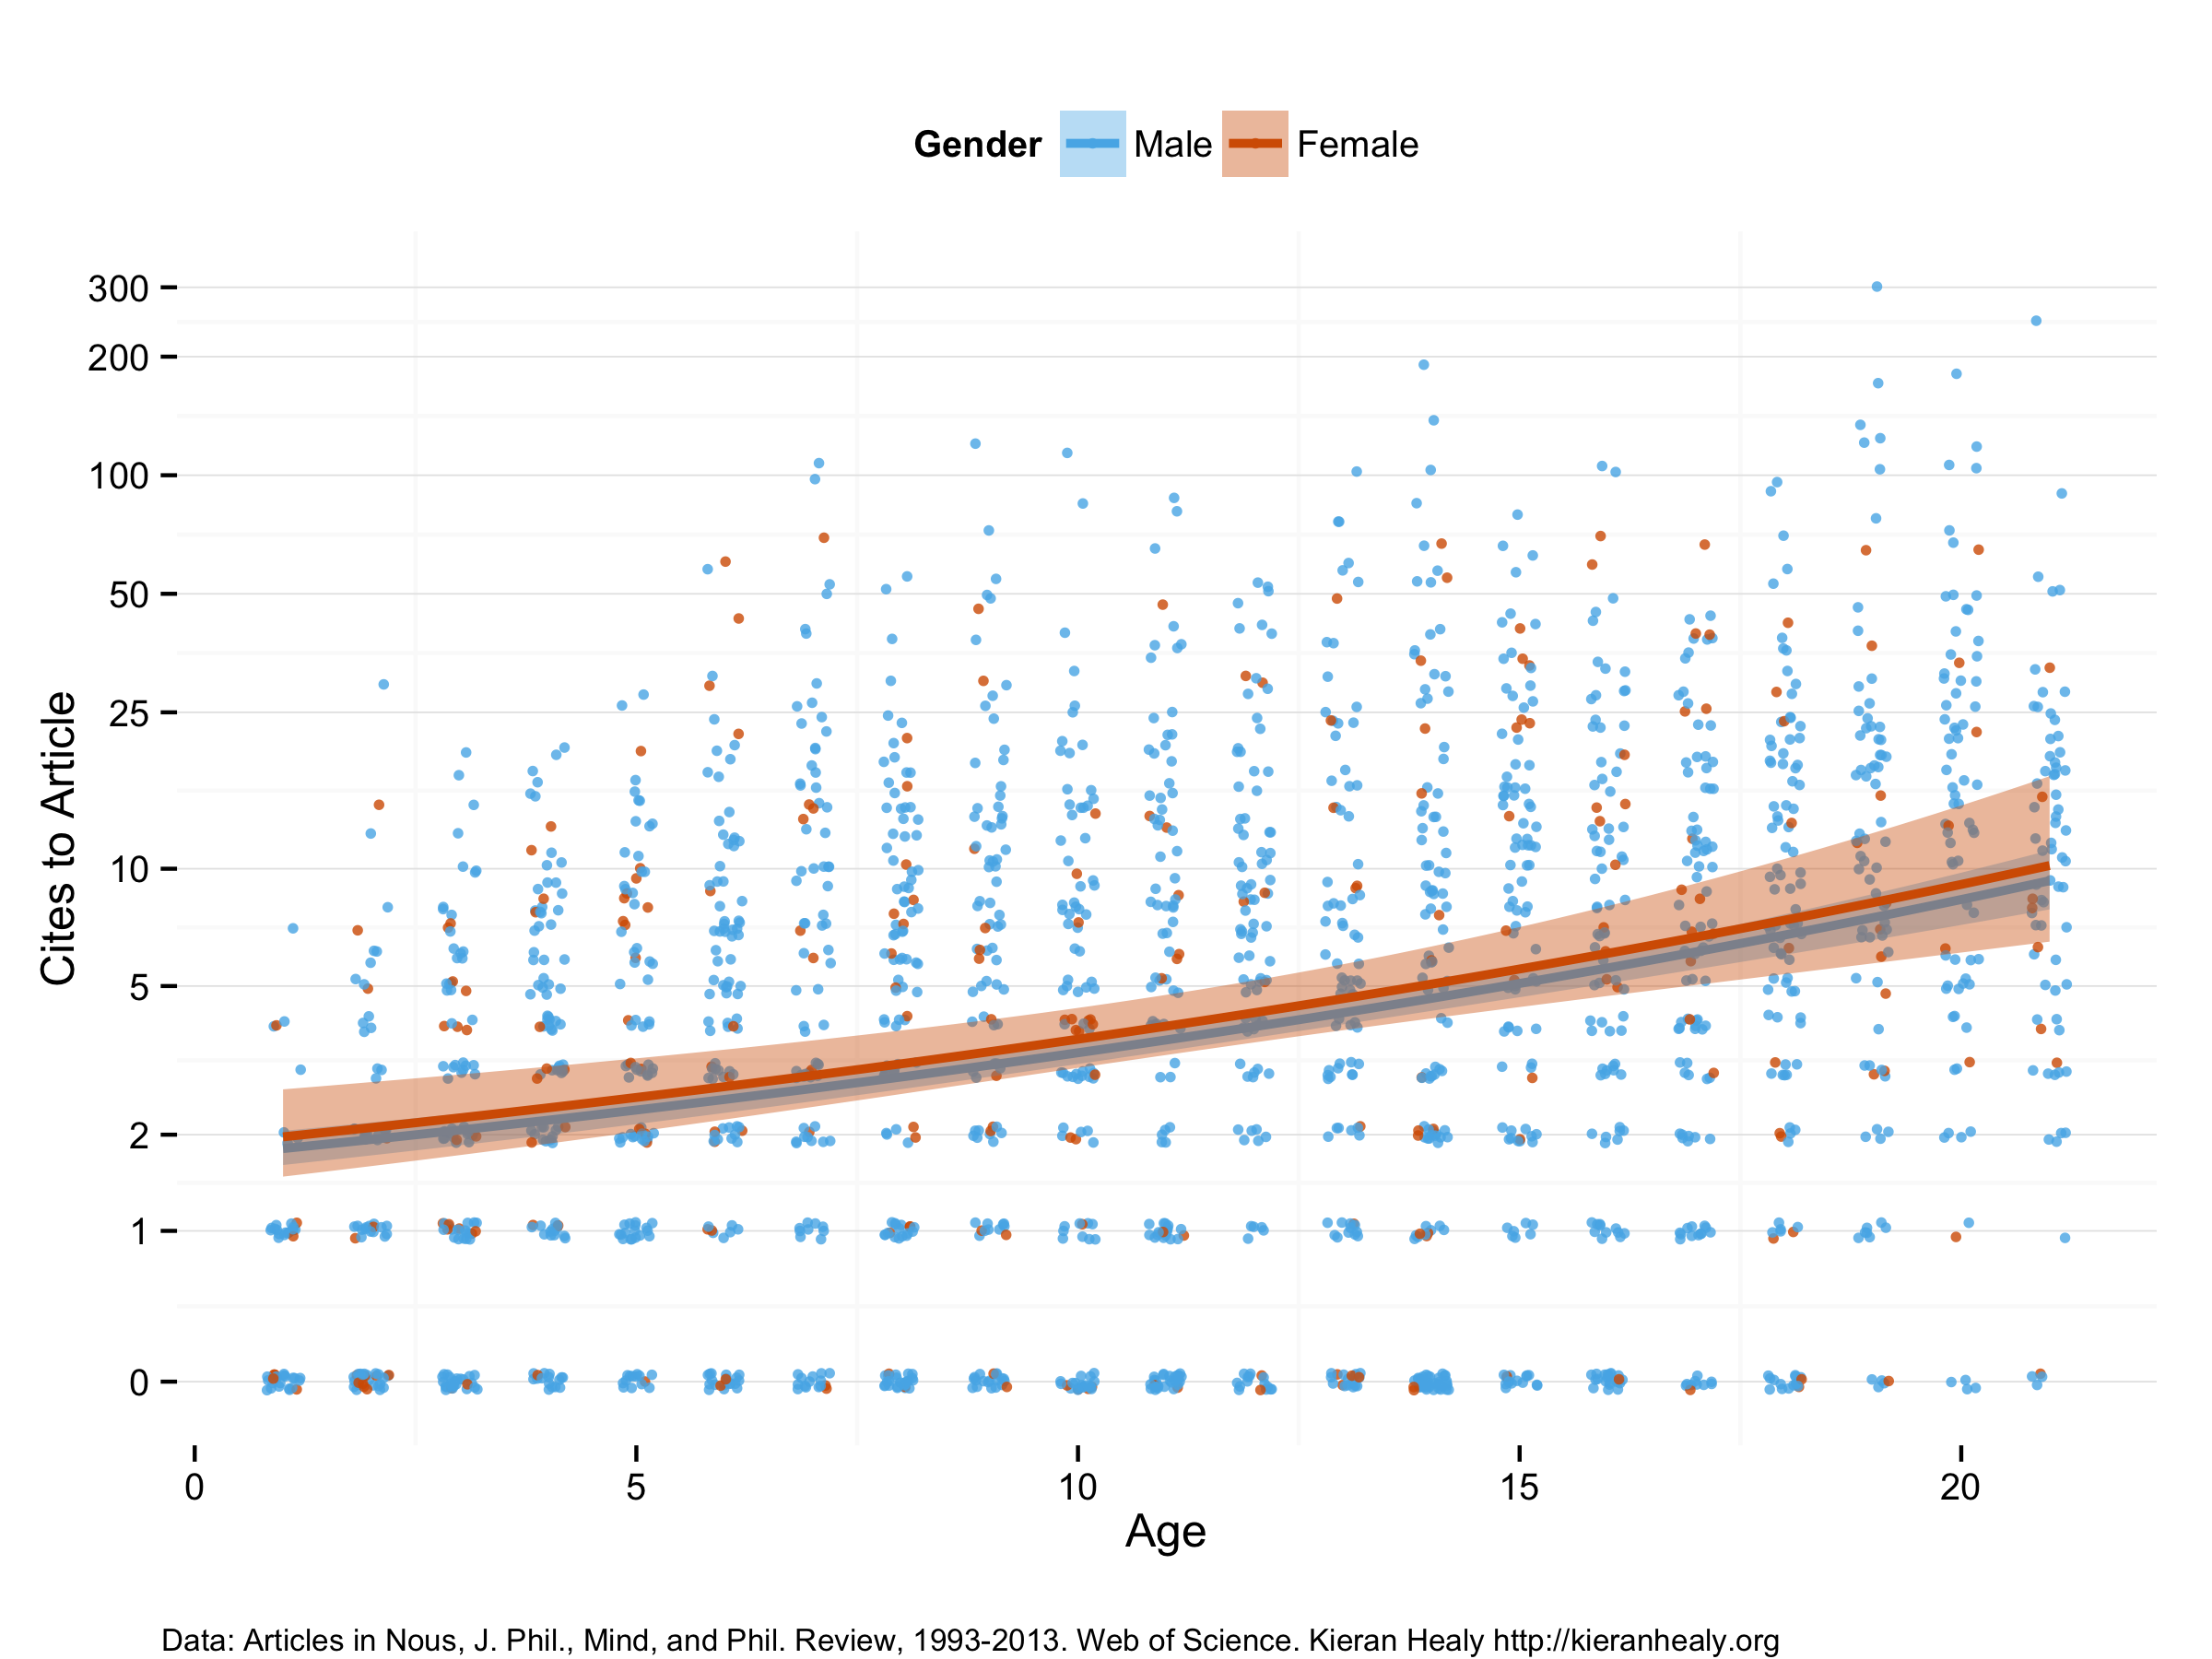 Gender Male Female
300
200
100
50
25
10
5
2
1
0
Cites to Article
0 5 10 15 20
Age
Data: Articles in Nous, J. Phil., Mind, and Phil. Review, 1993-2013. Web of Science. Kieran Healy http://kieranhealy.org